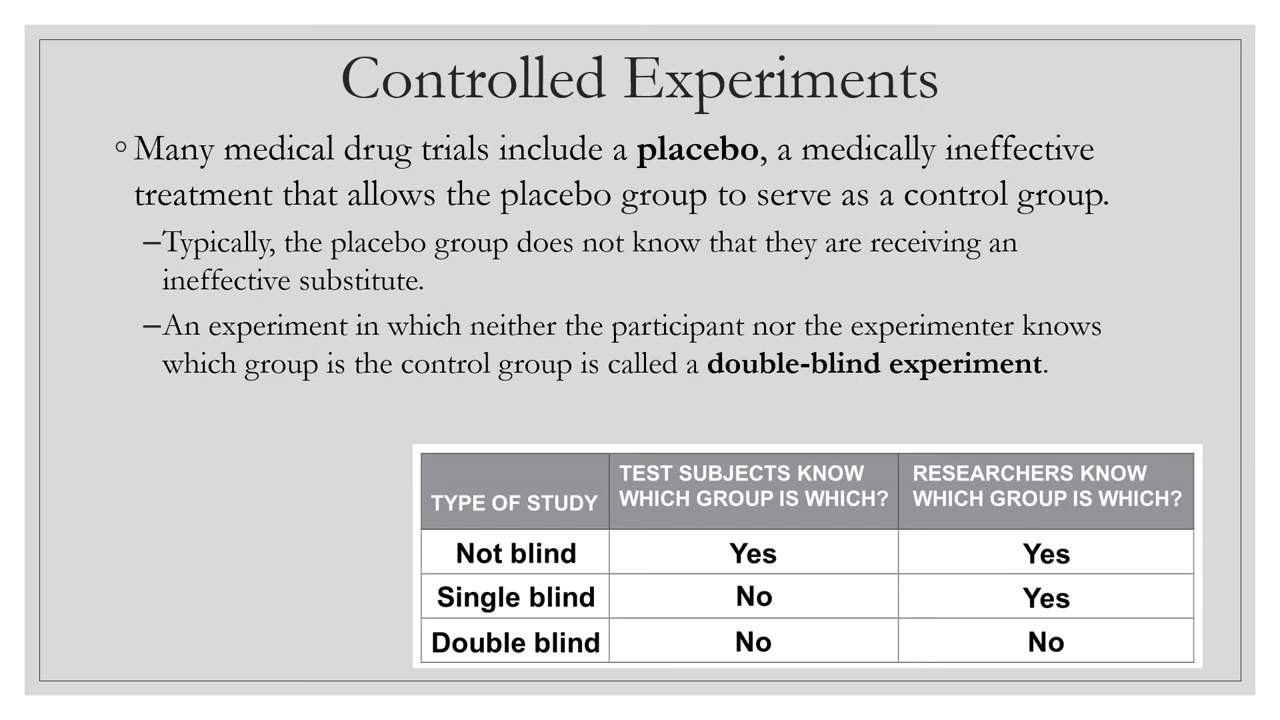 Controlled Experiments
◦Many medical drug trials include a placebo, a medically ineffective
treatment that allows the placebo group to serve as a control group.
–Typically, the placebo group does not know that they are receiving an
ineffective substitute.
–An experiment in which neither the participant nor the experimenter knows
which group is the control group is called a double-blind experiment.
TYPE OF STUDY TEST SUBJECTS KNOW WHICH GROUP IS WHICH? RESEARCHERS KNOW WHICH GROUP IS WHICH?
Not blind Yes Yes
Single blind No Yes
Double blind No No